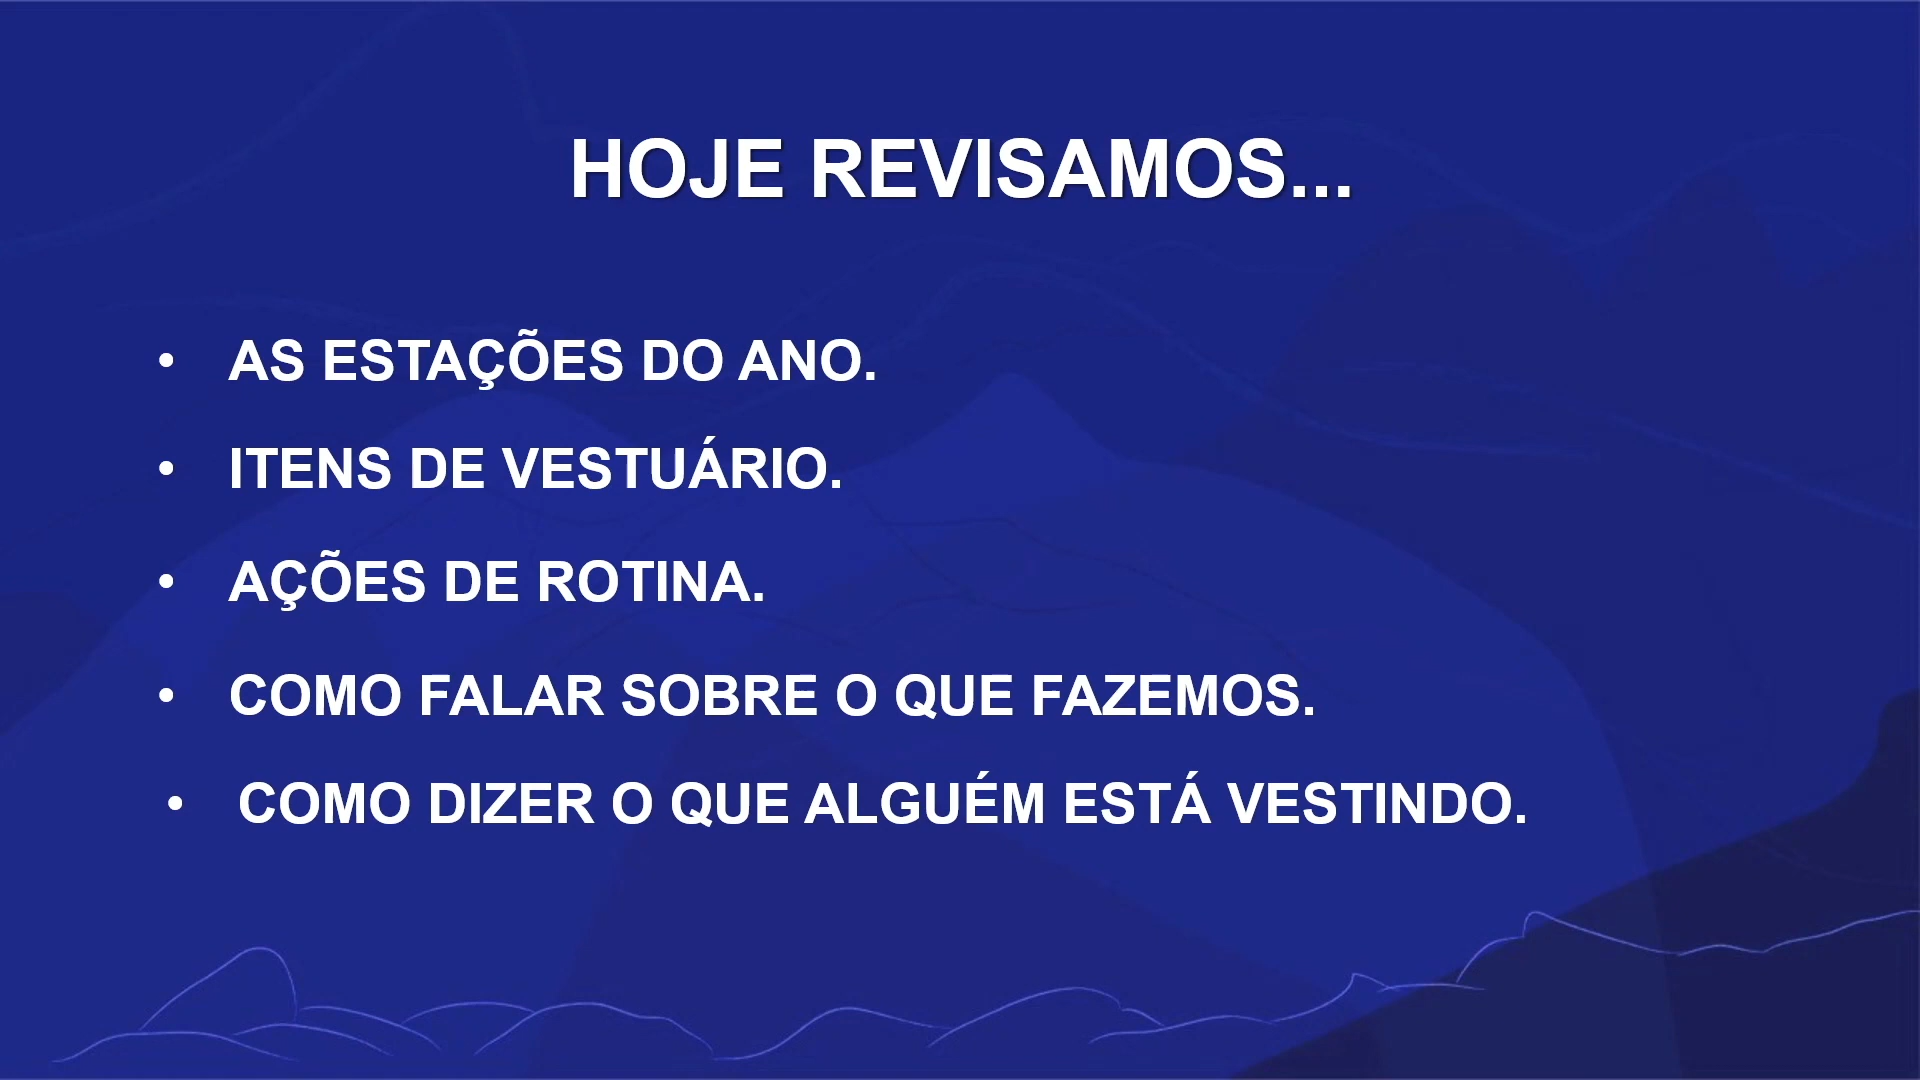 HOJE REVISAMOS...
• AS ESTAÇÕES DO ANO.
• ITENS DE VESTUÁRIO.
• AÇÕES DE ROTINA.
• COMO FALAR SOBRE O QUE FAZEMOS.
• COMO DIZER O QUE ALGUÉM ESTÁ VESTINDO.